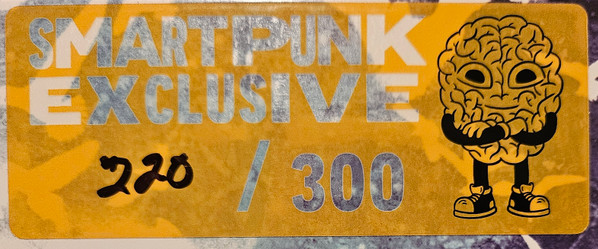 SMARTPUNK
EXCLUSIVE
220 / 300